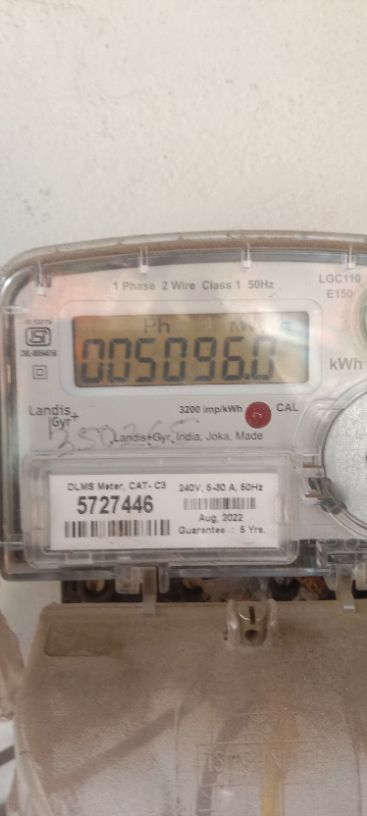 LGC110
E150
1 Phase 2 Wire Class 1 50Hz
Ph
005096.0
kWh
Landis
Gyr+
3200 imp/kWh
CAL
Landis+Gyr, India, Joka, Made
DLMS Meter, CAT- C3
240V, 5-30 A, 50Hz
5727446
Aug, 2022
Guarantee : 5 Yrs.